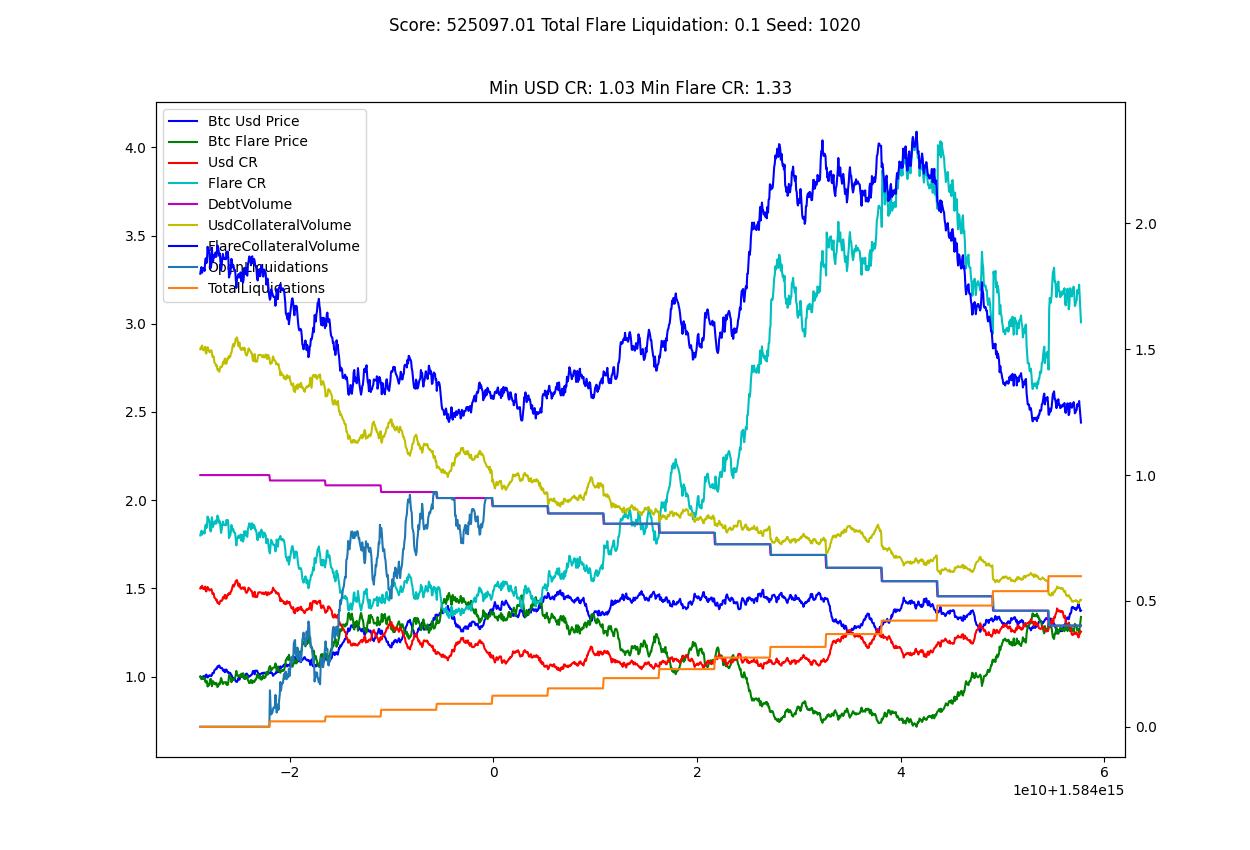 Score: 525097.01 Total Flare Liquidation: 0.1 Seed: 1020
Min USD CR: 1.03 Min Flare CR: 1.33
Btc Usd Price
Btc Flare Price
Usd CR
Flare CR
DebtVolume
UsdCollateralVolume
FlareCollateralVolume
OpenLiquidations
TotalLiquidations
4.0
3.5
3.0
2.5
2.0
1.5
1.0
2.0
1.5
1.0
0.5
0.0
−2
0
2
4
6
1e10+1.584e15